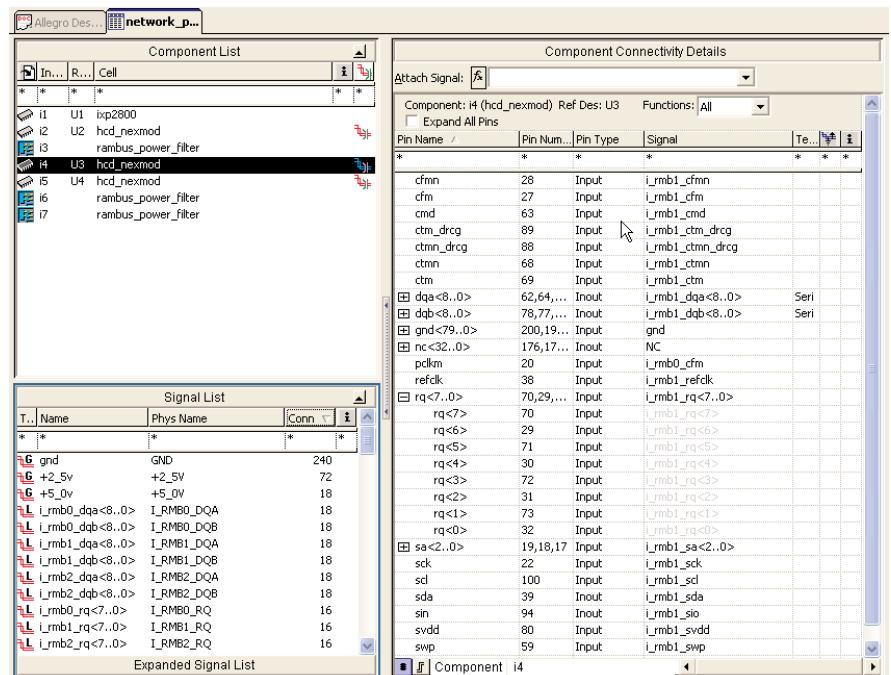 Allegro Des... network_p...
Component List
In... R... Cell i
* * * * * *
i1 U1 ixp2800
i2 U2 hcd_nexmod
i3 rambus_power_filter
i4 U3 hcd_nexmod
i5 U4 hcd_nexmod
i6 rambus_power_filter
i7 rambus_power_filter
Signal List
T.. Name Phys Name Conn i
* * * * *
G gnd GND 240
G +2_5v +2_5V 72
G +5_0v +5_0V 18
L i_rmb0_dqa<8..0> I_RMB0_DQA 18
L i_rmb0_dqb<8..0> I_RMB0_DQB 18
L i_rmb1_dqa<8..0> I_RMB1_DQA 18
L i_rmb1_dqb<8..0> I_RMB1_DQB 18
L i_rmb2_dqa<8..0> I_RMB2_DQA 18
L i_rmb2_dqb<8..0> I_RMB2_DQB 18
L i_rmb0_rq<7..0> I_RMB0_RQ 16
L i_rmb1_rq<7..0> I_RMB1_RQ 16
L i_rmb2_rq<7..0> I_RMB2_RQ 16
Expanded Signal List
Component Connectivity Details
Attach Signal: fx
Component: i4 (hcd_nexmod) Ref Des: U3 Functions: All
Expand All Pins
Pin Name Pin Num... Pin Type Signal Te... i
* * * * * * *
cfmn 28 Input i_rmb1_cfmn
cfm 27 Input i_rmb1_cfm
cmd 63 Input i_rmb1_cmd
ctm_drcg 89 Input i_rmb1_ctm_drcg
ctmn_drcg 88 Input i_rmb1_ctmn_drcg
ctmn 68 Input i_rmb1_ctmn
ctm 69 Input i_rmb1_ctm
dqa<8..0> 62,64,... Inout i_rmb1_dqa<8..0> Seri
dqb<8..0> 78,77,... Inout i_rmb1_dqb<8..0> Seri
gnd<79..0> 200,19... Input gnd
nc<32..0> 176,17... Inout NC
pclkm 20 Input i_rmb0_cfm
refclk 38 Input i_rmb1_refclk
rq<7..0> 70,29,... Input i_rmb1_rq<7..0>
rq<7> 70 Input i_rmb1_rq<7>
rq<6> 29 Input i_rmb1_rq<6>
rq<5> 71 Input i_rmb1_rq<5>
rq<4> 30 Input i_rmb1_rq<4>
rq<3> 72 Input i_rmb1_rq<3>
rq<2> 31 Input i_rmb1_rq<2>
rq<1> 73 Input i_rmb1_rq<1>
rq<0> 32 Input i_rmb1_rq<0>
sa<2..0> 19,18,17 Input i_rmb1_sa<2..0>
sck 22 Input i_rmb1_sck
scl 100 Input i_rmb1_scl
sda 39 Inout i_rmb1_sda
sin 94 Input i_rmb1_sio
svdd 80 Input i_rmb1_svdd
swp 59 Input i_rmb1_swp
Component i4